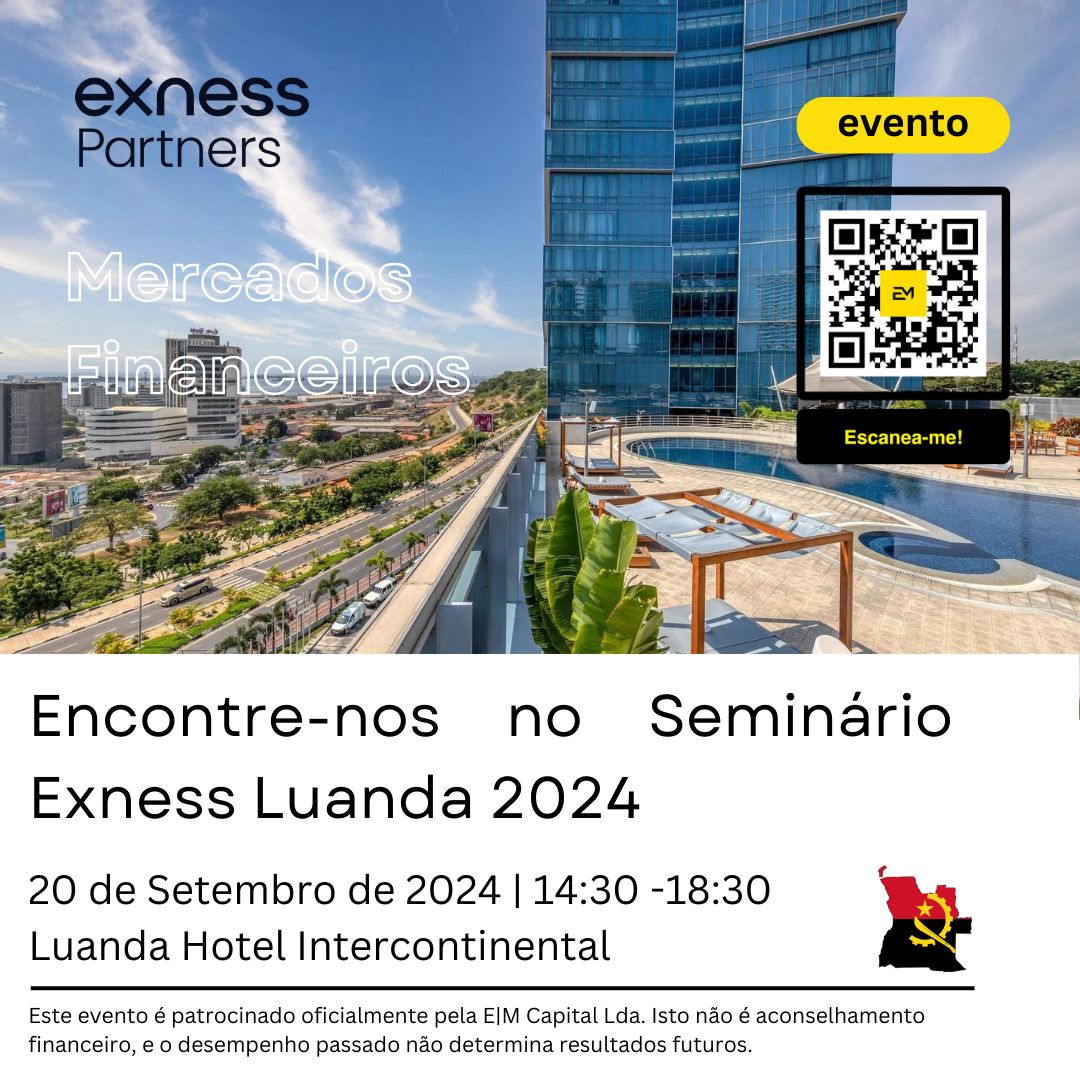 exness
Partners
evento
Mercados
Financeiros
EM
Escanea-me!
Encontre-nos no Seminário
Exness Luanda 2024
20 de Setembro de 2024 | 14:30 -18:30
Luanda Hotel Intercontinental
Este evento é patrocinado oficialmente pela E|M Capital Lda. Isto não é aconselhamento
financeiro, e o desempenho passado não determina resultados futuros.